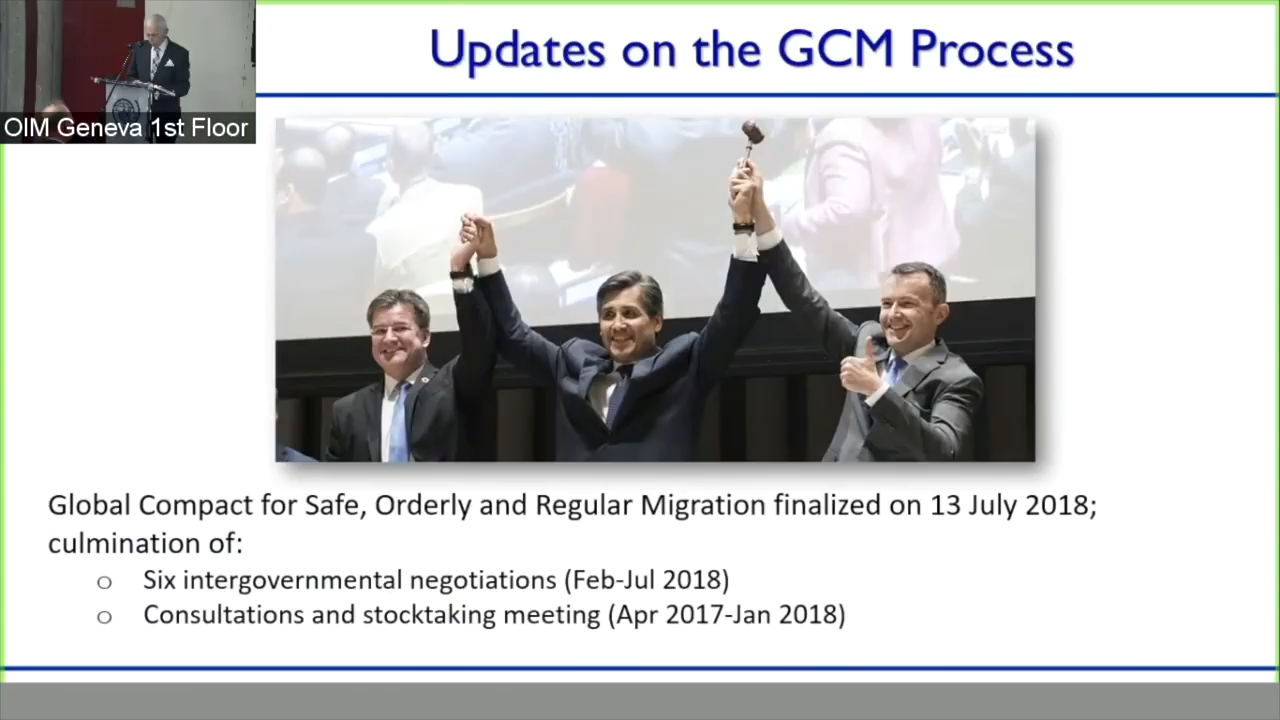 Updates on the GCM Process
OIM Geneva 1st Floor
Global Compact for Safe, Orderly and Regular Migration finalized on 13 July 2018;
culmination of:
o Six intergovernmental negotiations (Feb-Jul 2018)
o Consultations and stocktaking meeting (Apr 2017-Jan 2018)